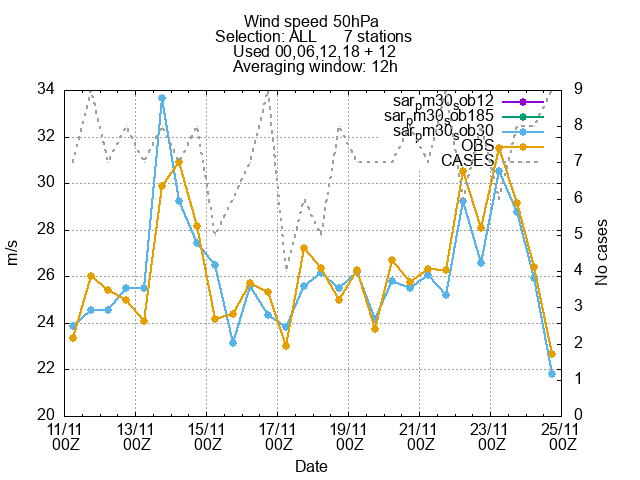 Wind speed 50hPa
Selection: ALL 7 stations
Used 00,06,12,18 + 12
Averaging window: 12h
sar_pm30_sob12
sar_pm30_sob185
sar_pm30_sob30
OBS
CASES
34
32
30
28
26
24
22
20
m/s
9
8
7
6
5
4
3
2
1
0
No cases
11/11 13/11 15/11 17/11 19/11 21/11 23/11 25/11
00Z 00Z 00Z 00Z 00Z 00Z 00Z 00Z
Date